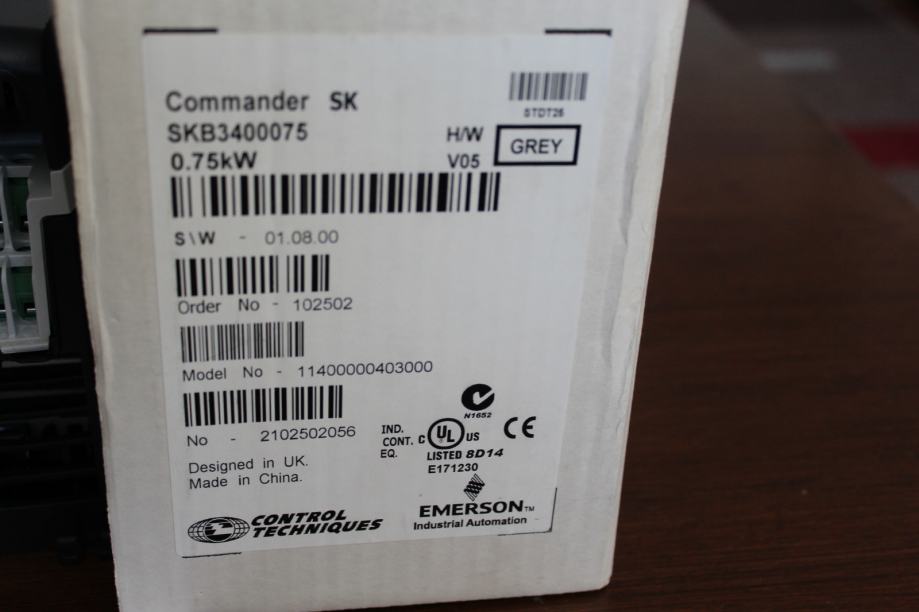 Commander SK
STDT26
SKB3400075
H/W
GREY
0.75kW
V05
S\W - 01.08.00
Order No - 102502
Model No - 11400000403000
N1652
No - 2102502056
IND.
CONT.
EQ.
C UL US
CE
LISTED 8D14
E171230
Designed in UK.
Made in China.
CONTROL
TECHNIQUES
EMERSON TM
Industrial Automation